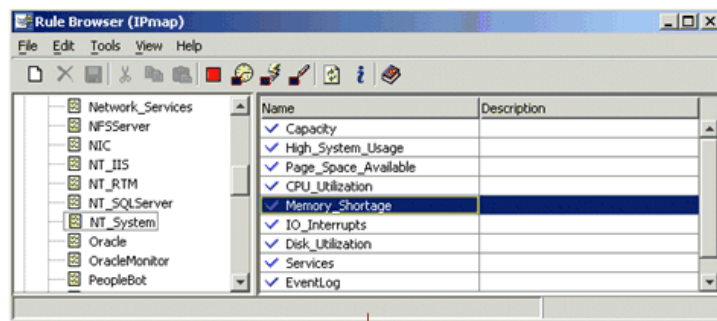 Rule Browser (IPmap)
File Edit Tools View Help
Network_Services
NFSServer
NIC
NT_IIS
NT_RTM
NT_SQLServer
NT_System
Oracle
OracleMonitor
PeopleBot
Name Description
Capacity
High_System_Usage
Page_Space_Available
CPU_Utilization
Memory_Shortage
IO_Interrupts
Disk_Utilization
Services
EventLog